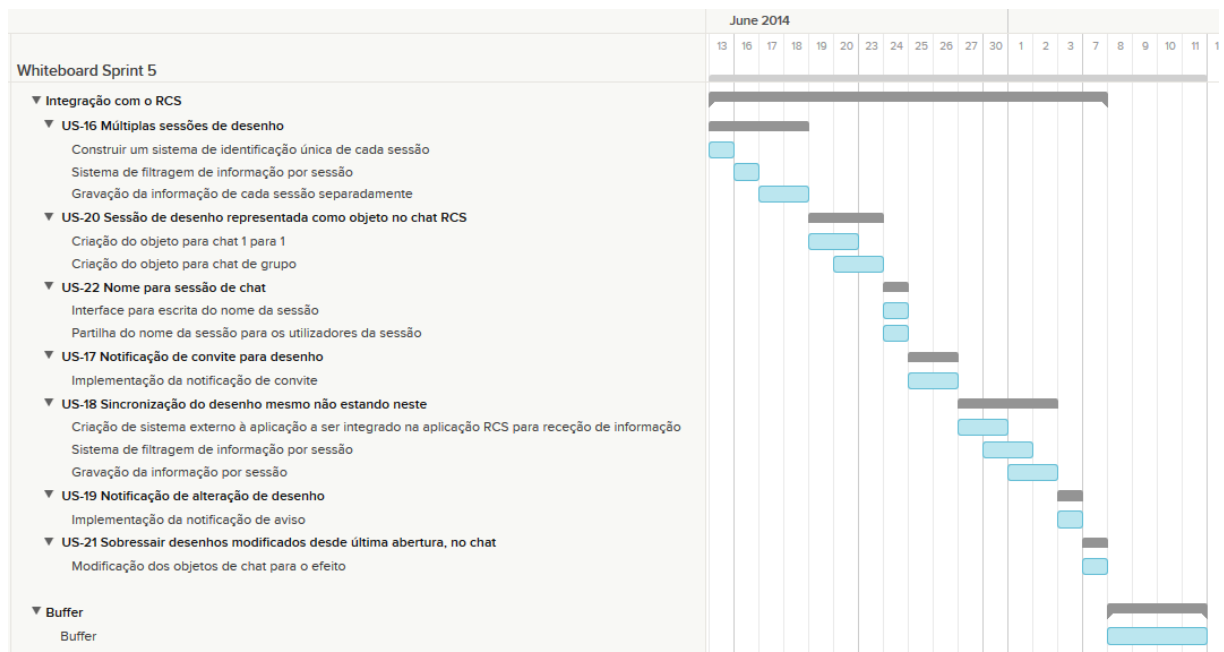 June 2014
13 16 17 18 19 20 23 24 25 26 27 30 1 2 3 7 8 9 10 11
Whiteboard Sprint 5
Integração com o RCS
US-16 Múltiplas sessões de desenho
Construir um sistema de identificação única de cada sessão
Sistema de filtragem de informação por sessão
Gravação da informação de cada sessão separadamente
US-20 Sessão de desenho representada como objeto no chat RCS
Criação do objeto para chat 1 para 1
Criação do objeto para chat de grupo
US-22 Nome para sessão de chat
Interface para escrita do nome da sessão
Partilha do nome da sessão para os utilizadores da sessão
US-17 Notificação de convite para desenho
Implementação da notificação de convite
US-18 Sincronização do desenho mesmo não estando neste
Criação de sistema externo à aplicação a ser integrado na aplicação RCS para receção de informação
Sistema de filtragem de informação por sessão
Gravação da informação por sessão
US-19 Notificação de alteração de desenho
Implementação da notificação de aviso
US-21 Sobressair desenhos modificados desde última abertura, no chat
Modificação dos objetos de chat para o efeito
Buffer
Buffer